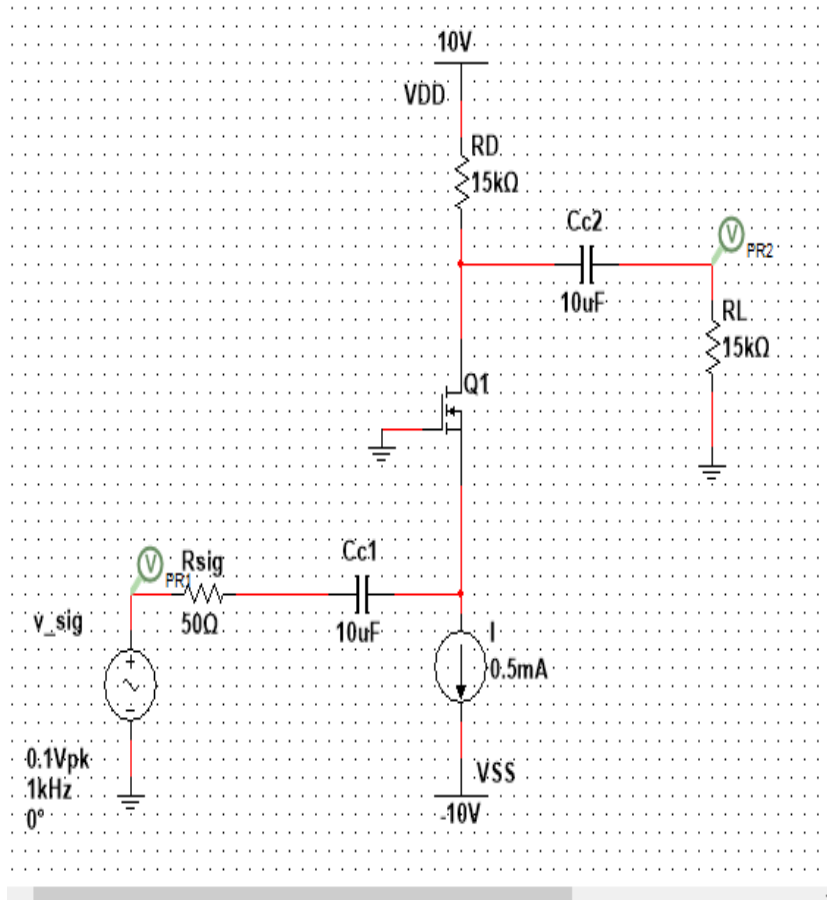 10V
VDD
RD
15kΩ
Cc2
10uF
V
PR2
RL
15kΩ
Q1
V
PR1
Rsig
50Ω
Cc1
10uF
v_sig
I
0.5mA
0.1Vpk
1kHz
0°
VSS
-10V